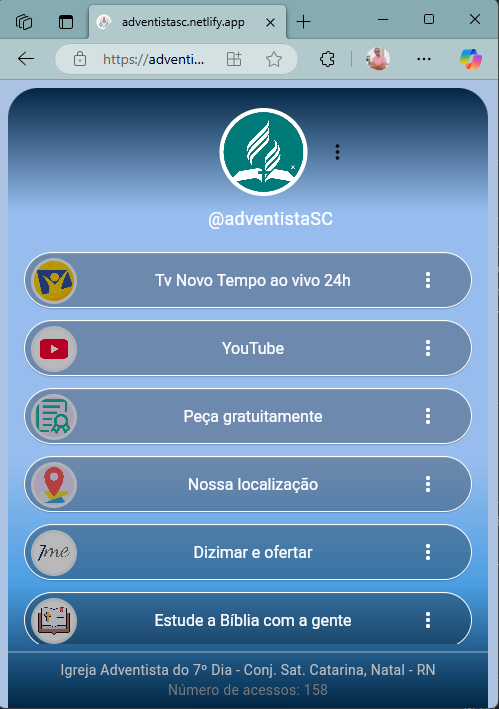 adventistasc.netlify.app
https://adventi...
@adventistaSC
Tv Novo Tempo ao vivo 24h
YouTube
Peça gratuitamente
Nossa localização
7me
Dizimar e ofertar
Estude a Bíblia com a gente
Igreja Adventista do 7º Dia - Conj. Sat. Catarina, Natal - RN
Número de acessos: 158